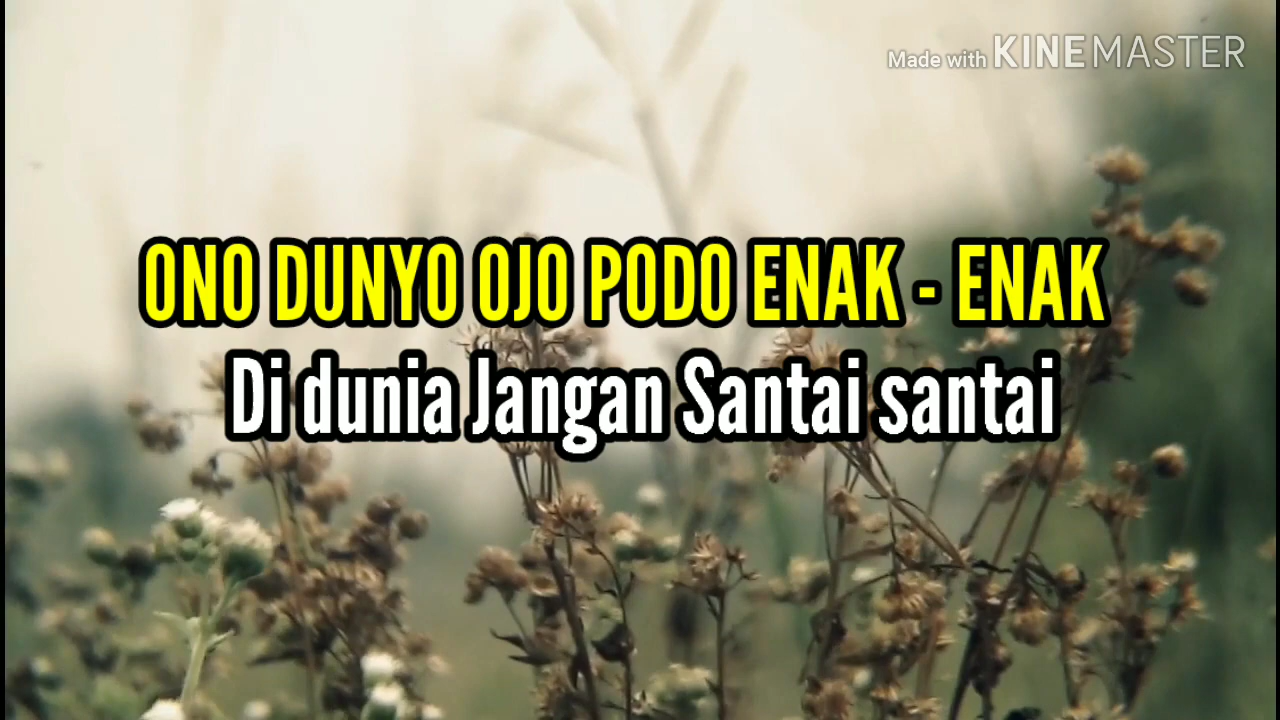 Made with KINEMASTER
ONO DUNYO OJO PODO ENAK - ENAK
Di dunia Jangan Santai santai